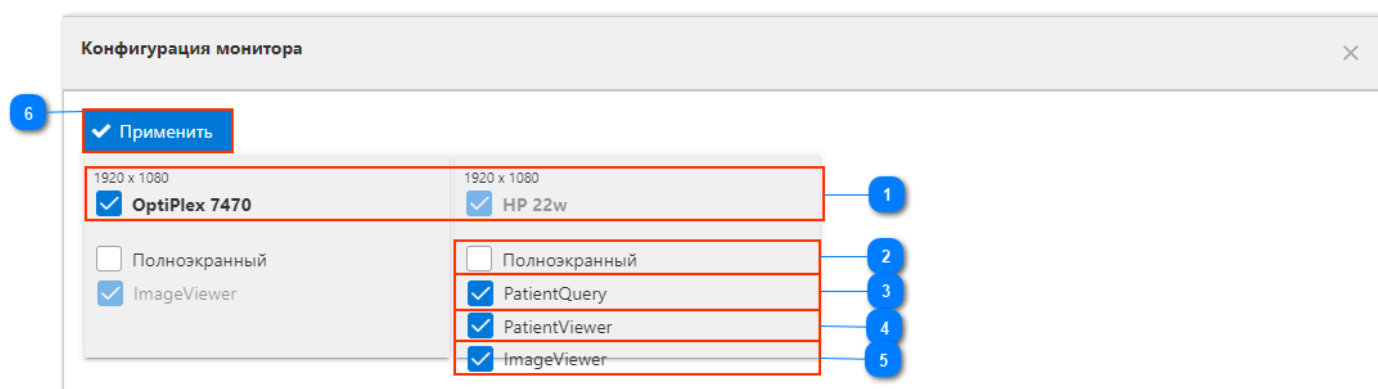 Конфигурация монитора
6
Применить
1920 x 1080
OptiPlex 7470
1920 x 1080
HP 22w
1
Полноэкранный
ImageViewer
Полноэкранный
2
PatientQuery
3
PatientViewer
4
ImageViewer
5